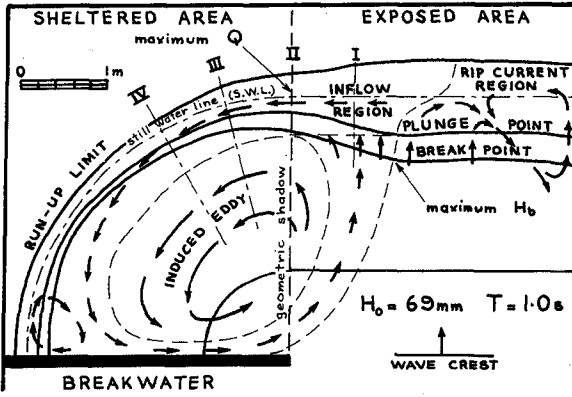 SHELTERED AREA
EXPOSED AREA
maximum Q
II
I
III
IV
0 1m
RIP CURRENT
REGION
INFLOW
REGION
still water line (S.W.L.)
PLUNGE POINT
BREAK POINT
RUN-UP LIMIT
maximum Hb
INDUCED EDDY
geometric shadow
Ho = 69mm T = 1.0s
WAVE CREST
BREAKWATER